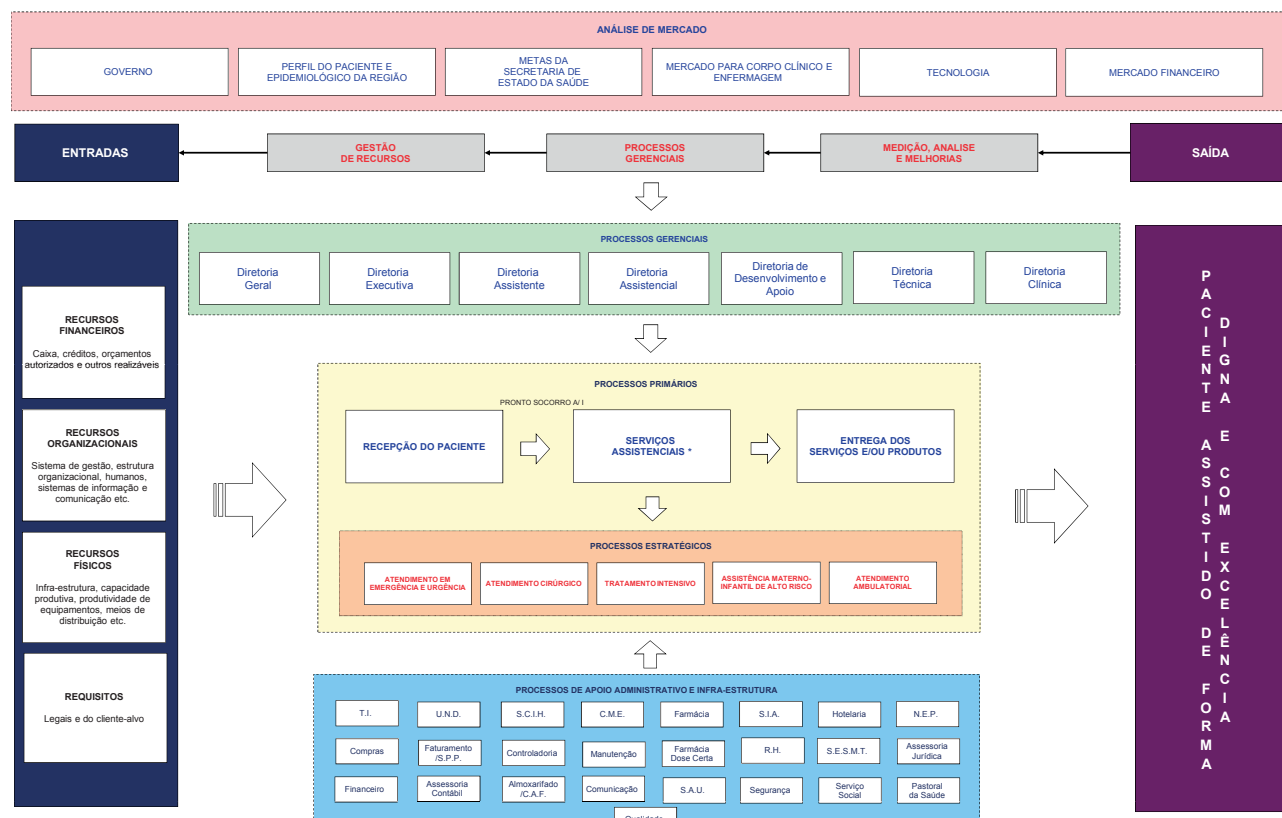 ANÁLISE DE MERCADO
GOVERNO
PERFIL DO PACIENTE E
EPIDEMIOLÓGICO DA REGIÃO
METAS DA
SECRETARIA DE
ESTADO DA SAÚDE
MERCADO PARA CORPO CLÍNICO E
ENFERMAGEM
TECNOLOGIA
MERCADO FINANCEIRO
ENTRADAS
GESTÃO
DE RECURSOS
PROCESSOS
GERENCIAIS
MEDIÇÃO, ANALISE
E MELHORIAS
SAÍDA
RECURSOS
FINANCEIROS
Caixa, créditos, orçamentos
autorizados e outros realizáveis
RECURSOS
ORGANIZACIONAIS
Sistema de gestão, estrutura
organizacional, humanos,
sistemas de informação e
comunicação etc.
RECURSOS
FÍSICOS
Infra-estrutura, capacidade
produtiva, produtividade de
equipamentos, meios de
distribuição etc.
REQUISITOS
Legais e do cliente-alvo
PROCESSOS GERENCIAIS
Diretoria
Geral
Diretoria
Executiva
Diretoria
Assistente
Diretoria
Assistencial
Diretoria de
Desenvolvimento e
Apoio
Diretoria
Técnica
Diretoria
Clínica
PROCESSOS PRIMÁRIOS
PRONTO SOCORRO A/ I
RECEPÇÃO DO PACIENTE
SERVIÇOS
ASSISTENCIAIS *
ENTREGA DOS
SERVIÇOS E/OU PRODUTOS
PROCESSOS ESTRATÉGICOS
ATENDIMENTO EM
EMERGÊNCIA E URGÊNCIA
ATENDIMENTO CIRÚRGICO
TRATAMENTO INTENSIVO
ASSISTÊNCIA MATERNO-
INFANTIL DE ALTO RISCO
ATENDIMENTO
AMBULATORIAL
PROCESSOS DE APOIO ADMINISTRATIVO E INFRA-ESTRUTURA
T.I.
U.N.D.
S.C.I.H.
C.M.E.
Farmácia
S.I.A.
Hotelaria
N.E.P.
Compras
Faturamento
/S.P.P.
Controladoria
Manutenção
Farmácia
Dose Certa
R.H.
S.E.S.M.T.
Assessoria
Jurídica
Financeiro
Assessoria
Contábil
Almoxarifado
/C.A.F.
Comunicação
S.A.U.
Segurança
Serviço
Social
Pastoral
da Saúde
Qualidade
PACIENTE ASSISTIDO DE FORMA
DIGNA E COM EXCELÊNCIA